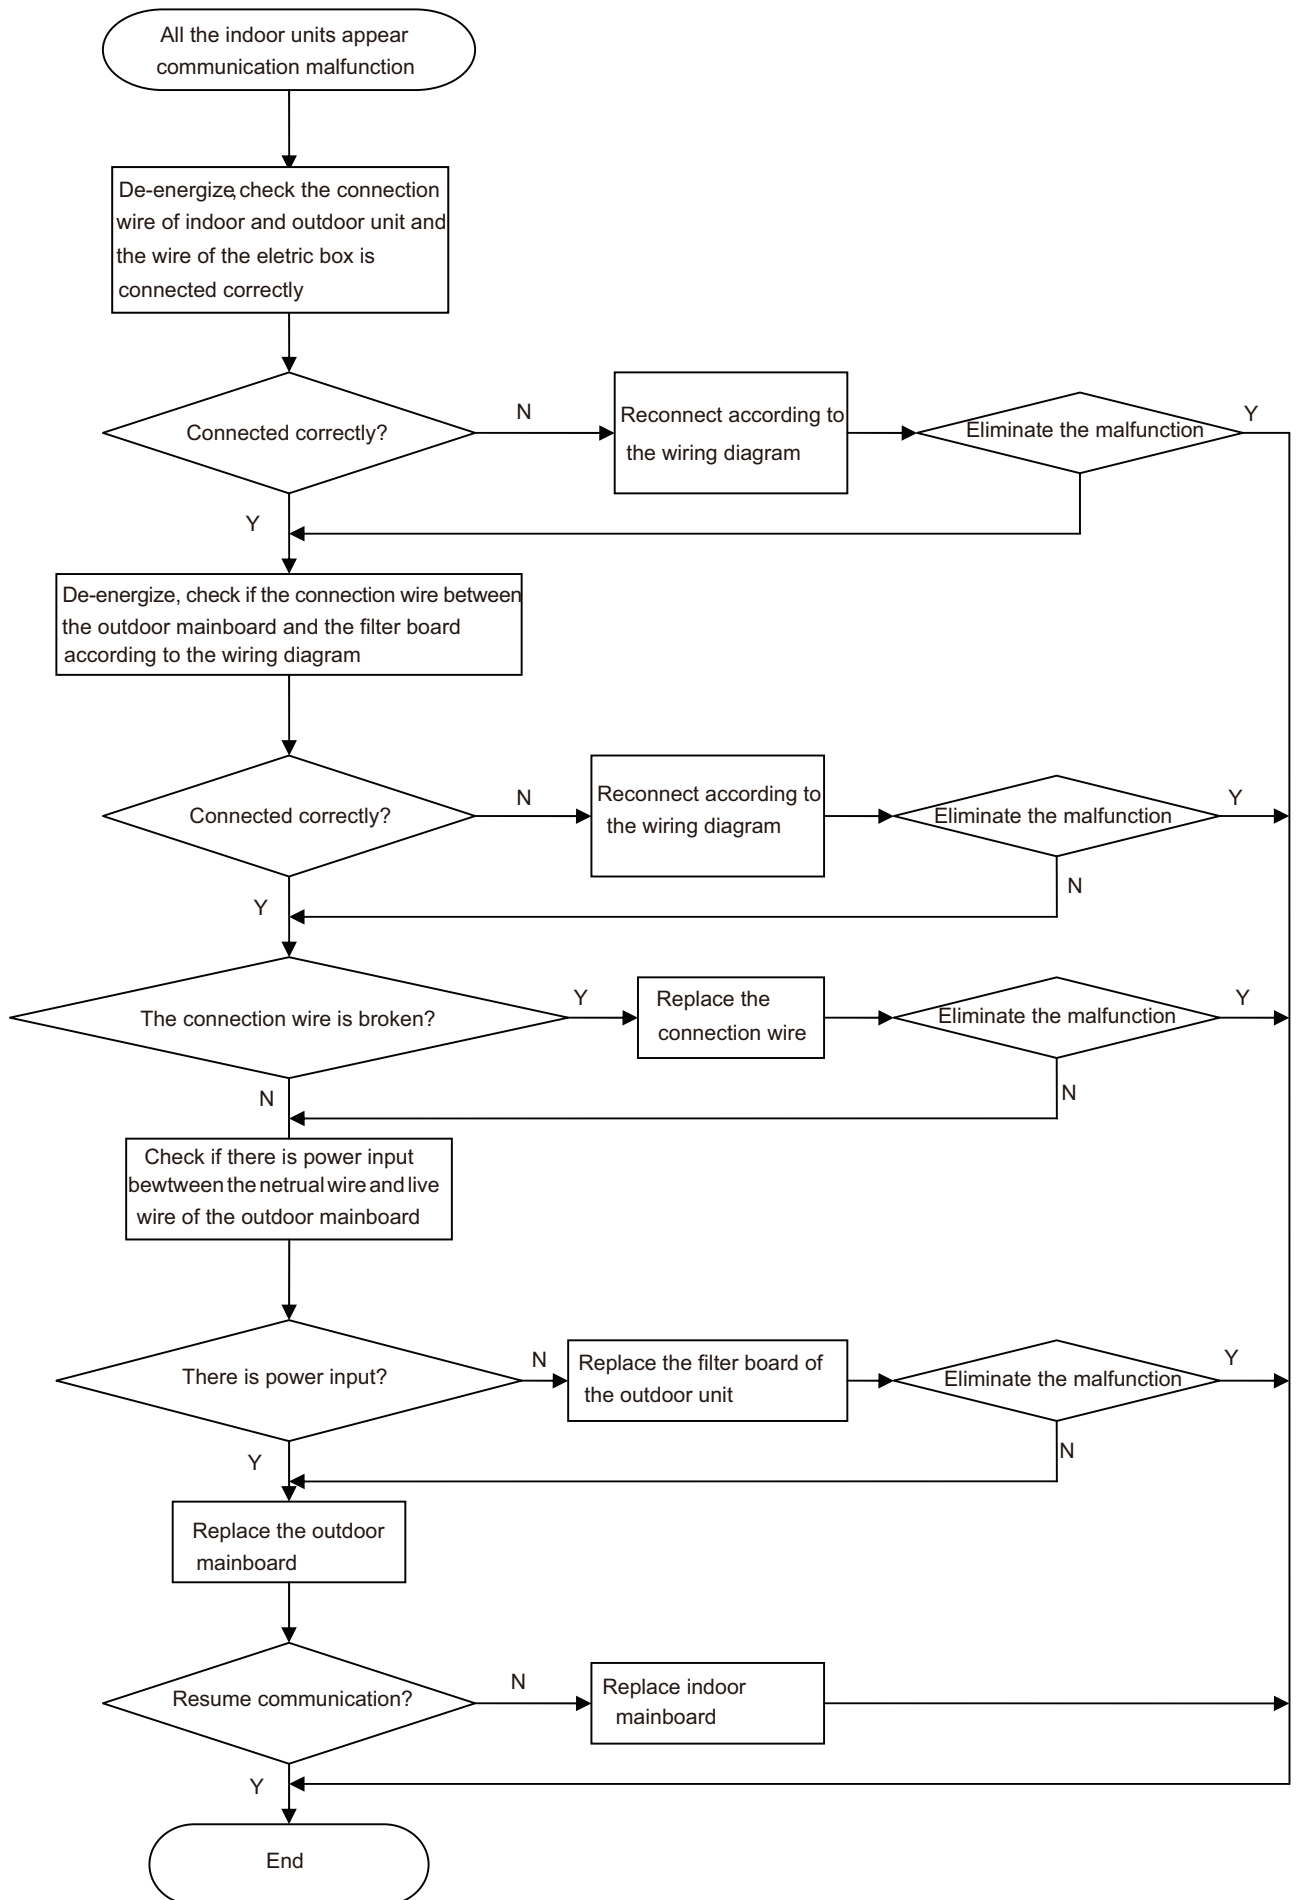 All the indoor units appear
communication malfunction
De-energize,check the connection
wire of indoor and outdoor unit and
the wire of the eletric box is
connected correctly
Connected correctly?
N
Reconnect according to
the wiring diagram
Eliminate the malfunction
Y
Y
De-energize, check if the connection wire between
the outdoor mainboard and the filter board
according to the wiring diagram
Connected correctly?
N
Reconnect according to
the wiring diagram
Eliminate the malfunction
Y
N
Y
The connection wire is broken?
Y
Replace the
connection wire
Eliminate the malfunction
Y
N
N
Check if there is power input
bewtween the netrual wire and live
wire of the outdoor mainboard
There is power input?
N
Replace the filter board of
the outdoor unit
Eliminate the malfunction
Y
N
Y
Replace the outdoor
mainboard
Resume communication?
N
Replace indoor
mainboard
Y
End